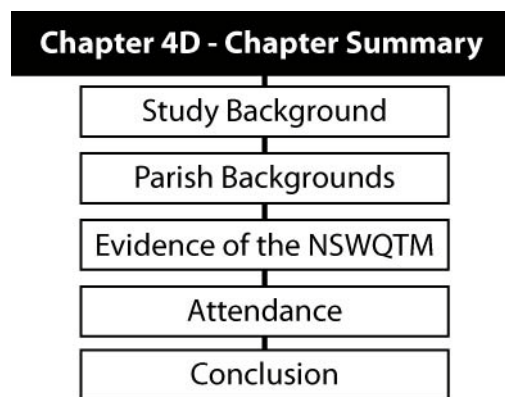 Chapter 4D - Chapter Summary
Study Background
Parish Backgrounds
Evidence of the NSWQTM
Attendance
Conclusion